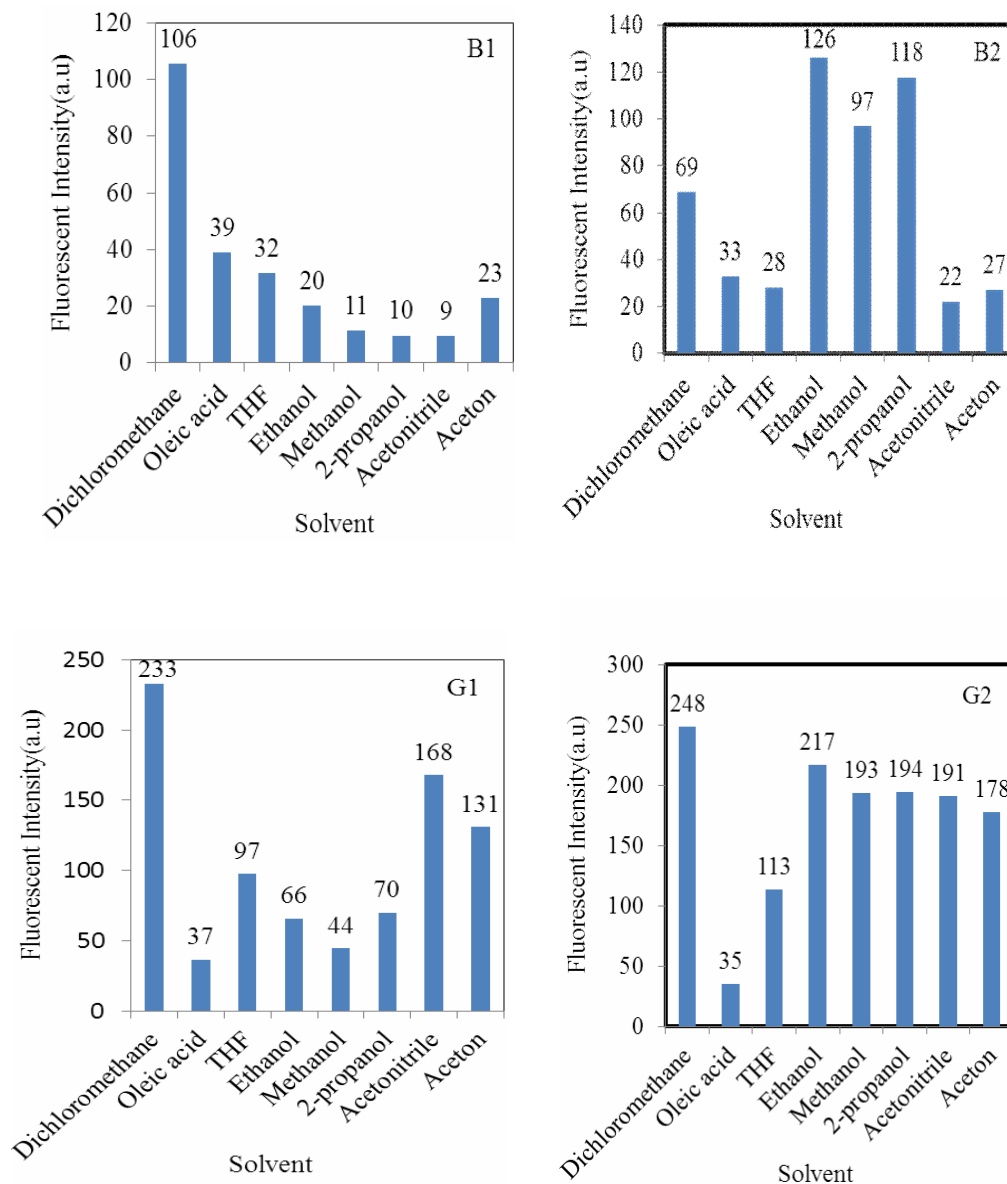 B1
Fluorescent Intensity(a.u)
120
100
80
60
40
20
0
106
39
32
20
11
10
9
23
Dichloromethane
Oleic acid
THF
Ethanol
Methanol
2-propanol
Acetonitrile
Aceton
Solvent
B2
Fluorescent Intensity(a.u)
140
120
100
80
60
40
20
0
69
33
28
126
97
118
22
27
Dichloromethane
Oleic acid
THF
Ethanol
Methanol
2-propanol
Acetonitrile
Aceton
Solvent
G1
Fluorescent Intensity(a.u)
250
200
150
100
50
0
233
37
97
66
44
70
168
131
Dichloromethane
Oleic acid
THF
Ethanol
Methanol
2-propanol
Acetonitrile
Aceton
Solvent
G2
Fluorescent Intensity(a.u)
300
250
200
150
100
50
0
248
35
113
217
193
194
191
178
Dichloromethane
Oleic acid
THF
Ethanol
Methanol
2-propanol
Acetonitrile
Aceton
Solvent